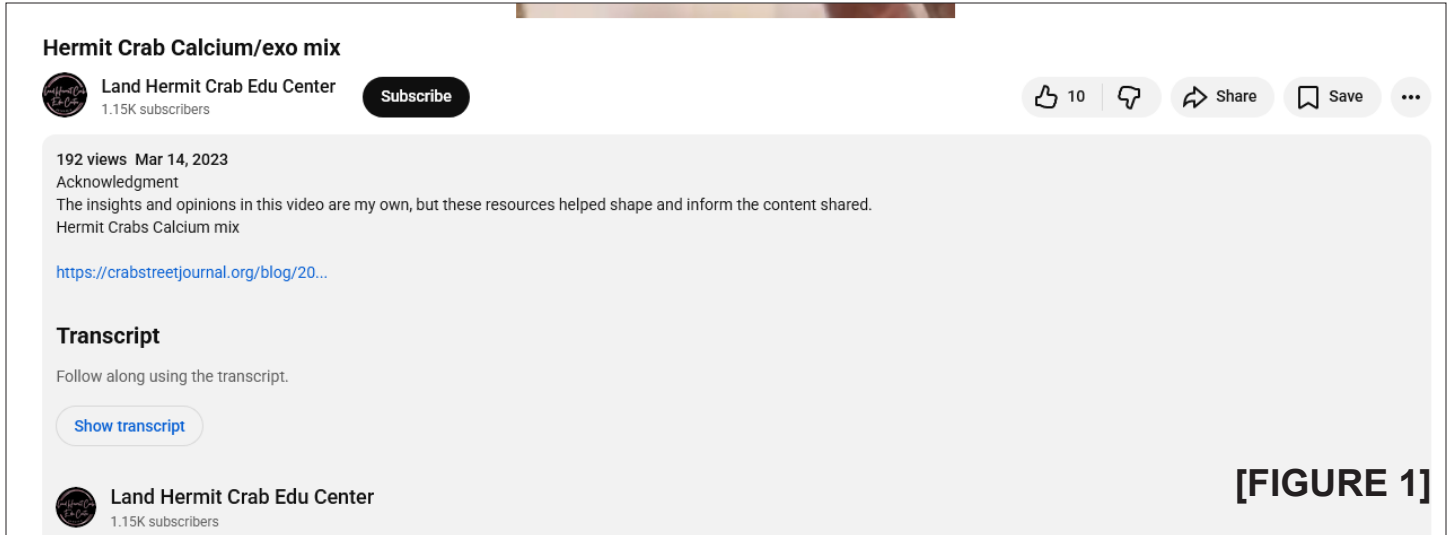 Hermit Crab Calcium/exo mix
Land Hermit Crab Edu Center
1.15K subscribers
Subscribe
10
Share
Save
192 views Mar 14, 2023
Acknowledgment
The insights and opinions in this video are my own, but these resources helped shape and inform the content shared.
Hermit Crabs Calcium mix
https://crabstreetjournal.org/blog/20...
Transcript
Follow along using the transcript.
Show transcript
Land Hermit Crab Edu Center
1.15K subscribers
[FIGURE 1]